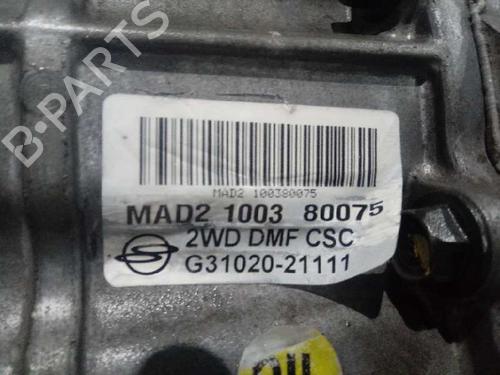 B-PARTS
MAD2 100380075
MAD2 1003 80075
2WD DMF CSC
G31020-21111